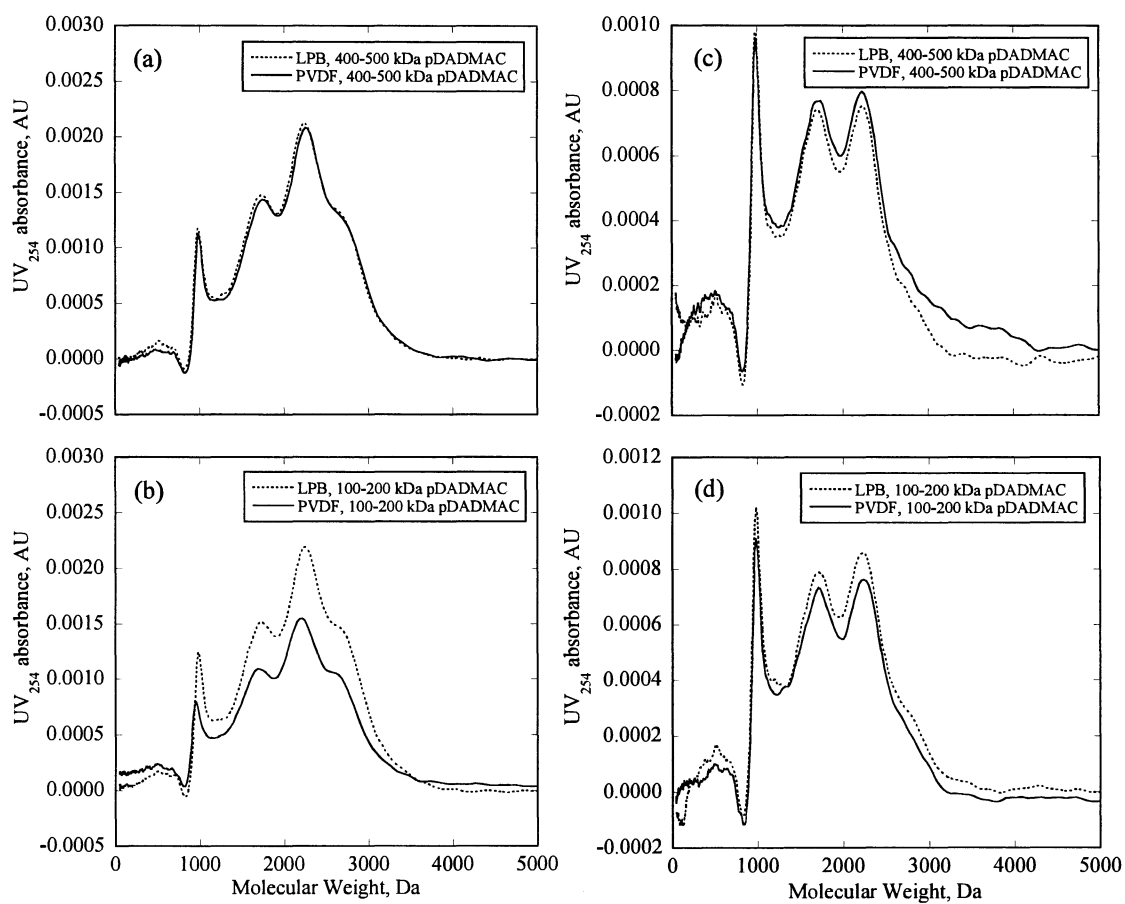 (a)
LPB, 400-500 kDa pDADMAC
PVDF, 400-500 kDa pDADMAC
UV254 absorbance, AU
0.0030
0.0025
0.0020
0.0015
0.0010
0.0005
0.0000
-0.0005
(c)
LPB, 400-500 kDa pDADMAC
PVDF, 400-500 kDa pDADMAC
UV254 absorbance, AU
0.0010
0.0008
0.0006
0.0004
0.0002
0.0000
-0.0002
(b)
LPB, 100-200 kDa pDADMAC
PVDF, 100-200 kDa pDADMAC
UV254 absorbance, AU
0.0030
0.0025
0.0020
0.0015
0.0010
0.0005
0.0000
-0.0005
0 1000 2000 3000 4000 5000
Molecular Weight, Da
(d)
LPB, 100-200 kDa pDADMAC
PVDF, 100-200 kDa pDADMAC
UV254 absorbance, AU
0.0012
0.0010
0.0008
0.0006
0.0004
0.0002
0.0000
-0.0002
0 1000 2000 3000 4000 5000
Molecular Weight, Da